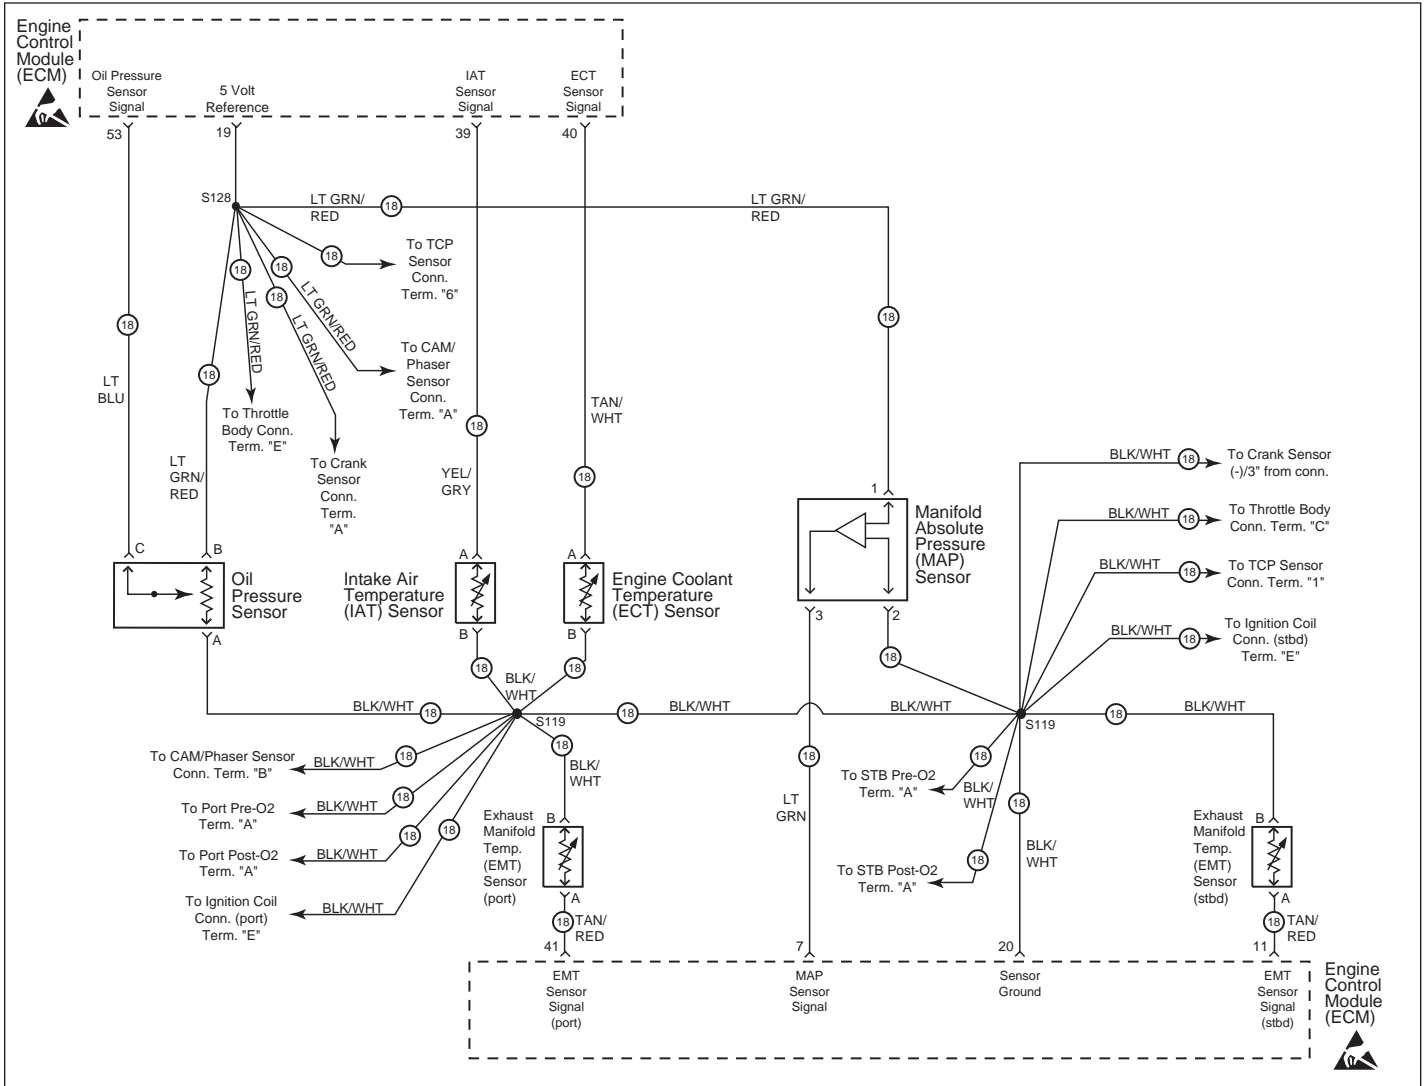 Engine
Control
Module
(ECM)
Oil Pressure
Sensor
Signal
5 Volt
Reference
IAT
Sensor
Signal
ECT
Sensor
Signal
53
19
39
40
S128
LT GRN/
RED
18
LT GRN/
RED
18
To TCP
Sensor
Conn.
Term. "6"
18
LT GRN/RED
18
LT GRN/RED
18
LT GRN/RED
18
18
LT
BLU
18
LT
GRN/
RED
To Throttle
Body Conn.
Term. "E"
To CAM/
Phaser
Sensor
Conn.
Term. "A"
To Crank
Sensor
Conn.
Term.
"A"
18
YEL/
GRY
TAN/
WHT
18
1
Manifold
Absolute
Pressure
(MAP)
Sensor
3
2
BLK/WHT
18
To Crank Sensor
(-)/3" from conn.
BLK/WHT
18
To Throttle Body
Conn. Term. "C"
BLK/WHT
18
To TCP Sensor
Conn. Term. "1"
BLK/WHT
18
To Ignition Coil
Conn. (stbd)
Term. "E"
C
B
Oil
Pressure
Sensor
A
Intake Air
Temperature
(IAT) Sensor
A
B
A
B
Engine Coolant
Temperature
(ECT) Sensor
18
BLK/
WHT
18
18
BLK/WHT
18
S119
18
BLK/WHT
BLK/WHT
S119
18
BLK/WHT
To CAM/Phaser Sensor
Conn. Term. "B"
BLK/WHT
18
To Port Pre-O2
Term. "A"
BLK/WHT
18
To Port Post-O2
Term. "A"
BLK/WHT
18
To Ignition Coil
Conn. (port)
Term. "E"
BLK/WHT
18
18
BLK/
WHT
Exhaust
Manifold
Temp.
(EMT)
Sensor
(port)
B
A
18
TAN/
RED
41
18
LT
GRN
7
To STB Pre-O2
Term. "A"
18
BLK/
WHT
To STB Post-O2
Term. "A"
18
18
BLK/
WHT
20
Exhaust
Manifold
Temp.
(EMT)
Sensor
(stbd)
B
A
18
TAN/
RED
11
EMT
Sensor
Signal
(port)
MAP
Sensor
Signal
Sensor
Ground
EMT
Sensor
Signal
(stbd)
Engine
Control
Module
(ECM)